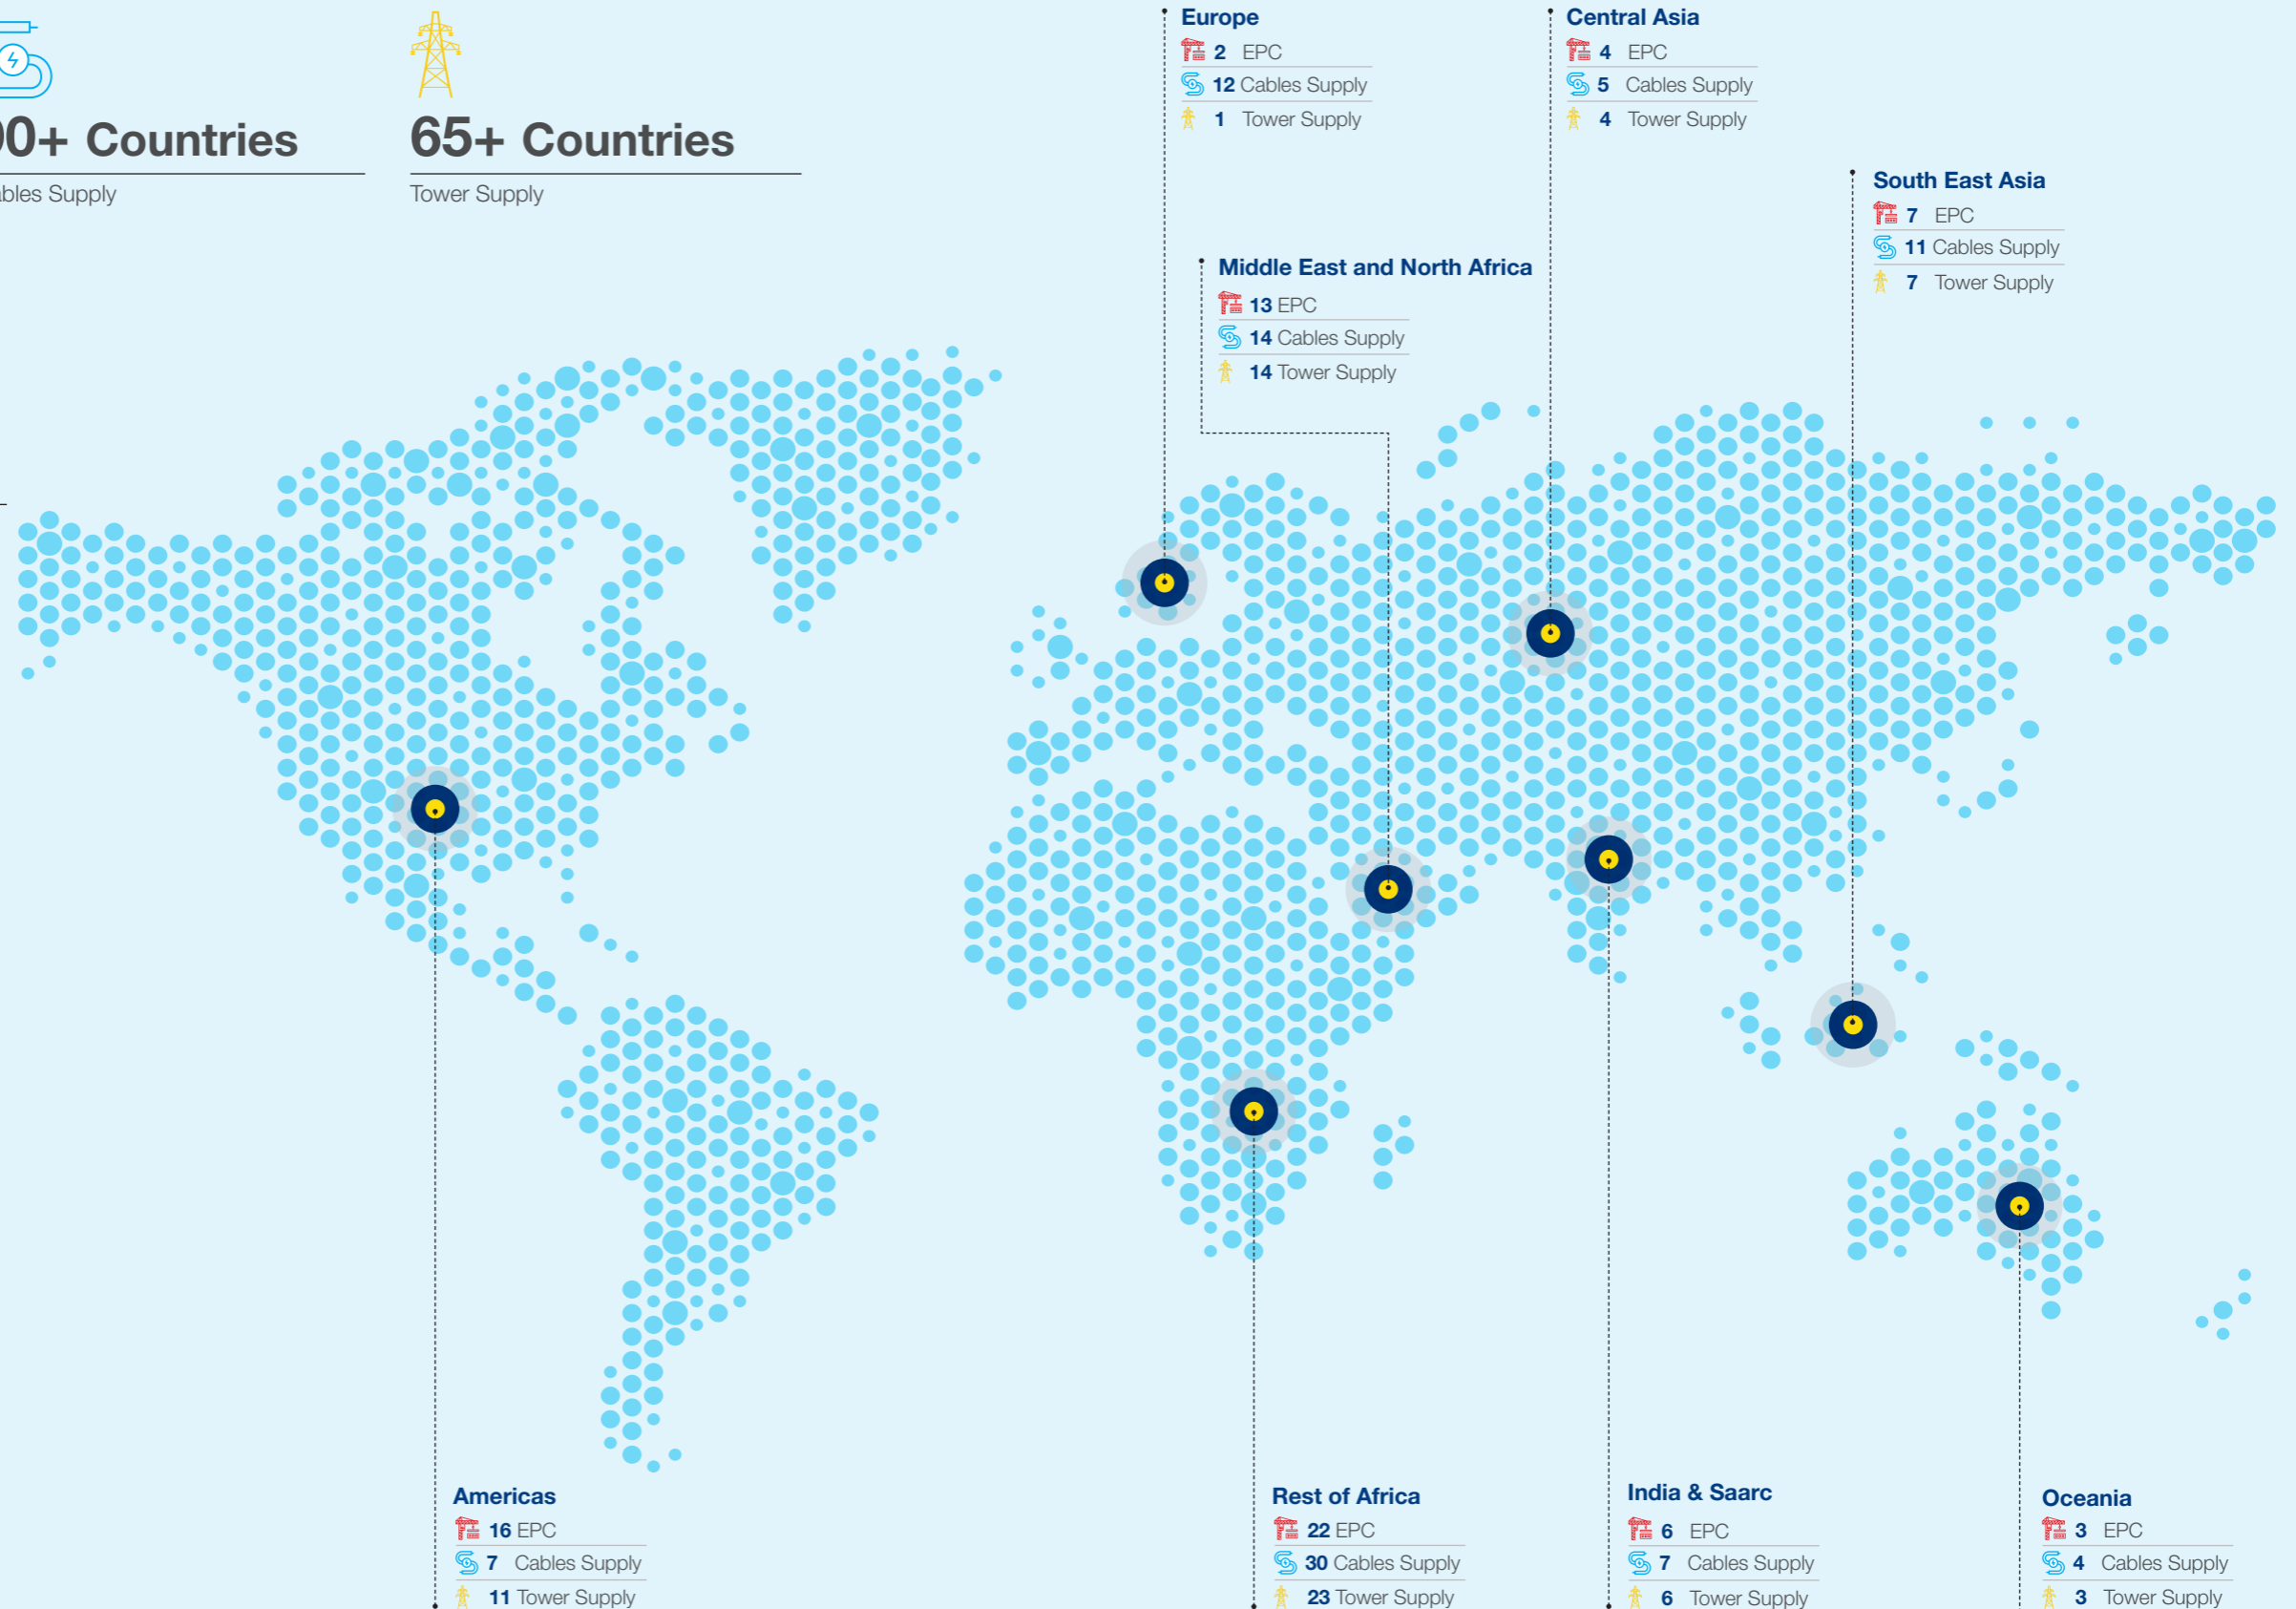 0+ Countries
Supply
65+ Countries
Tower Supply
Europe
2 EPC
12 Cables Supply
1 Tower Supply
Central Asia
4 EPC
5 Cables Supply
4 Tower Supply
South East Asia
7 EPC
11 Cables Supply
7 Tower Supply
Middle East and North Africa
13 EPC
14 Cables Supply
14 Tower Supply
Americas
16 EPC
7 Cables Supply
11 Tower Supply
Rest of Africa
22 EPC
30 Cables Supply
23 Tower Supply
India & Saarc
6 EPC
7 Cables Supply
6 Tower Supply
Oceania
3 EPC
4 Cables Supply
3 Tower Supply